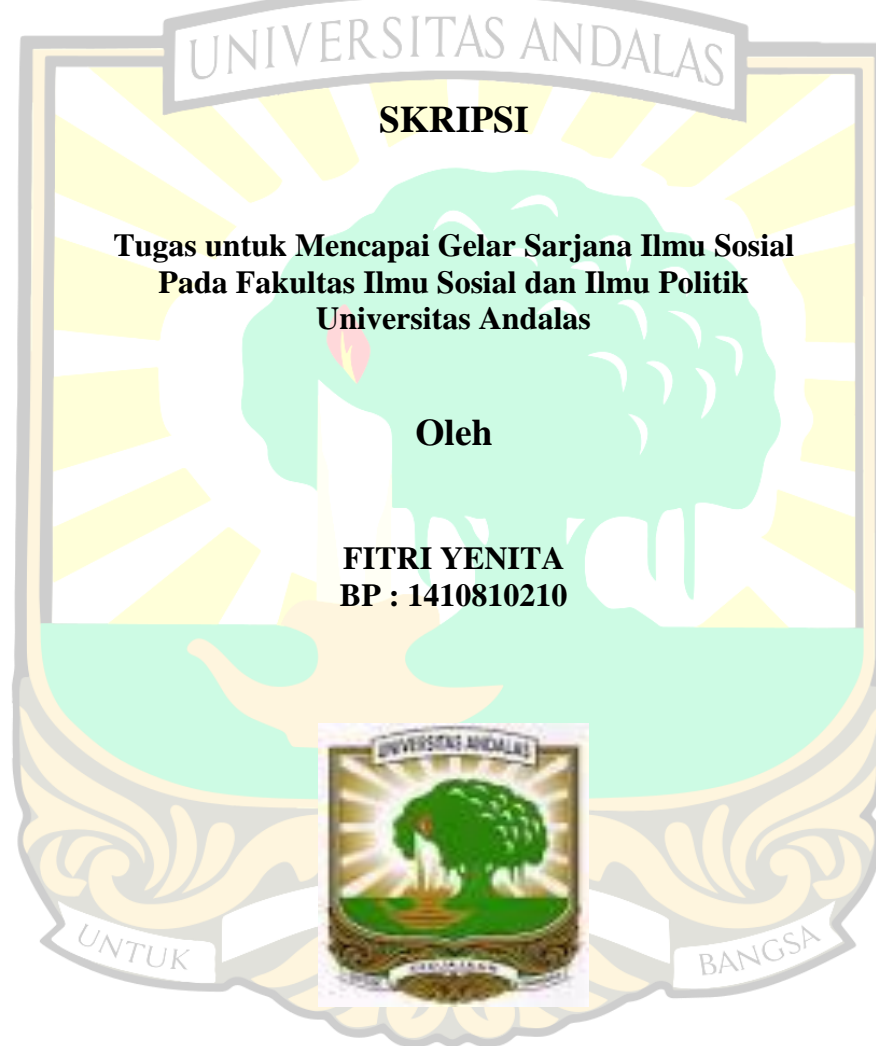 UNIVERSITAS ANDALAS
SKRIPSI
Tugas untuk Mencapai Gelar Sarjana Ilmu Sosial
Pada Fakultas Ilmu Sosial dan Ilmu Politik
Universitas Andalas
Oleh
FITRI YENITA
BP : 1410810210
UNIVERSITAS ANDALAS
UNTUK
BANGSA